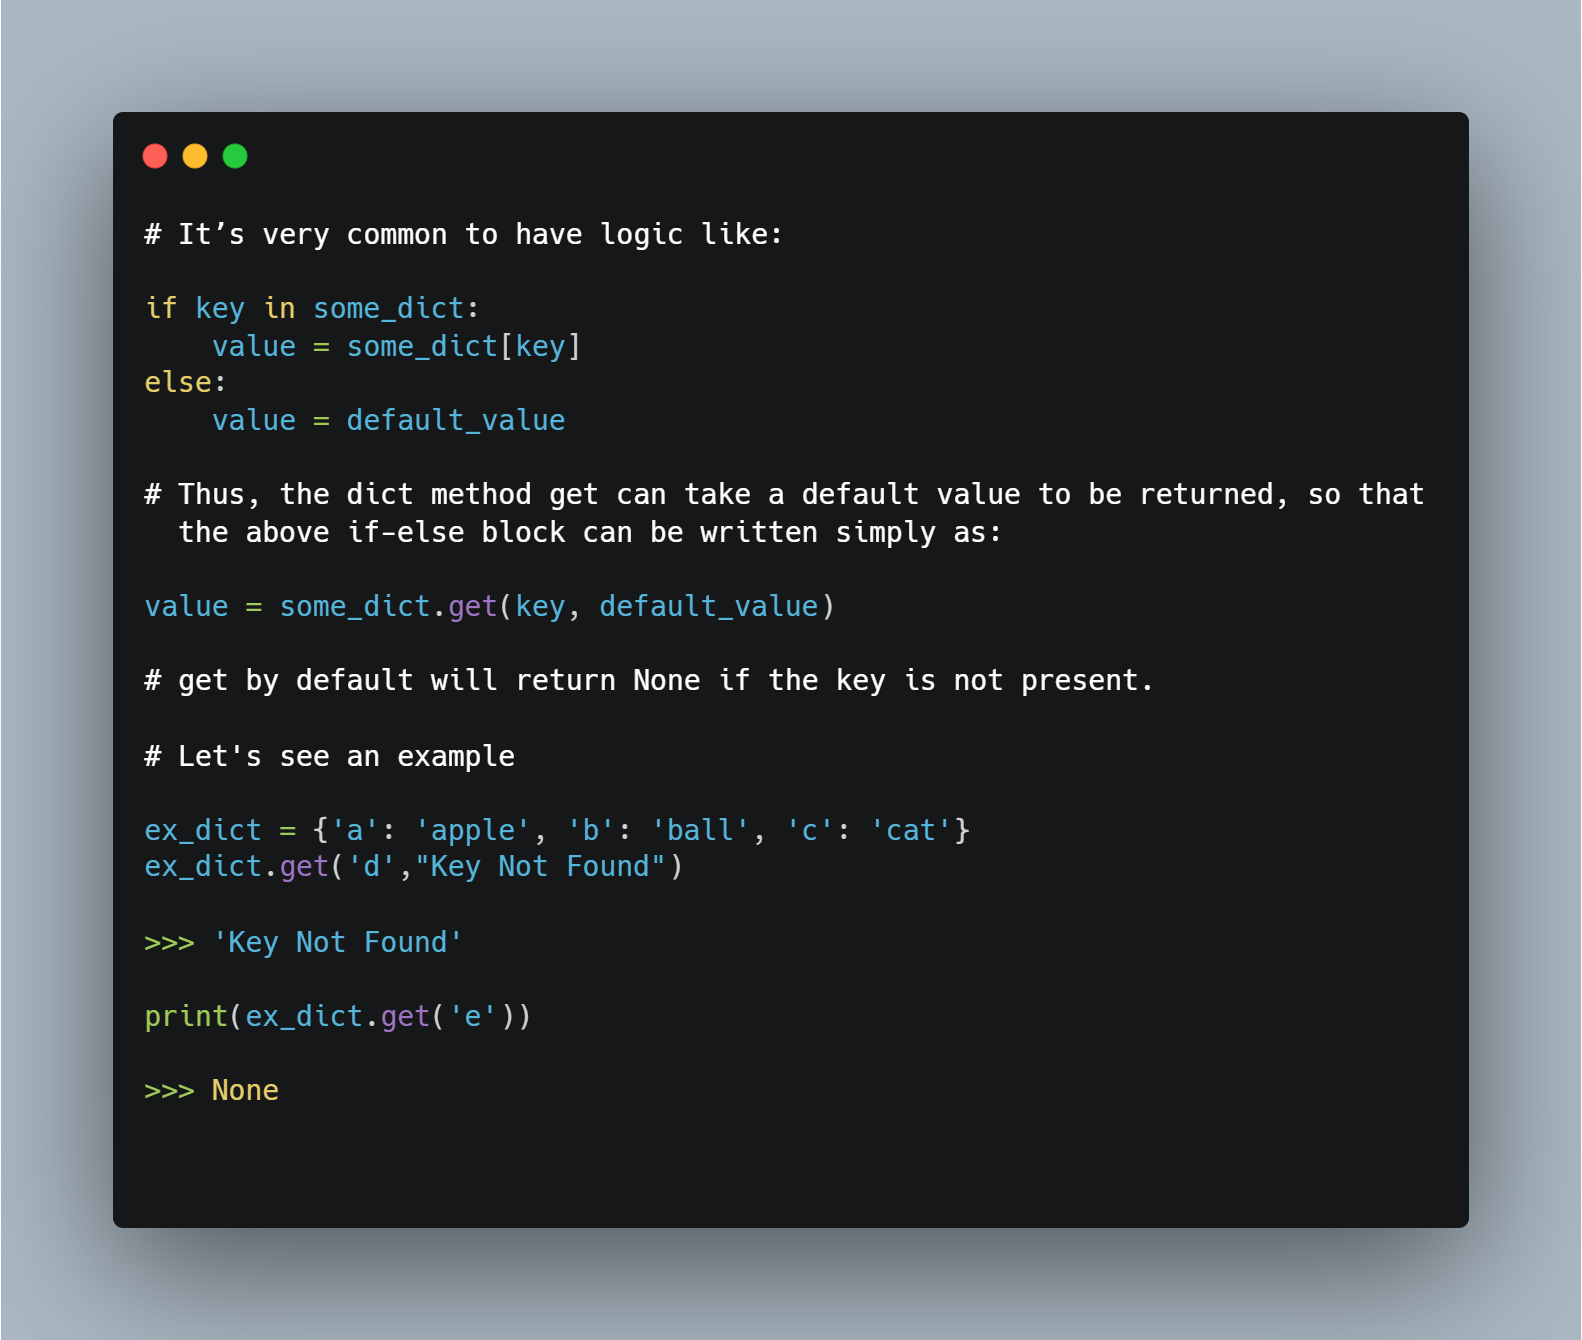 # It’s very common to have logic like:
if key in some_dict:
    value = some_dict[key]
else:
    value = default_value
# Thus, the dict method get can take a default value to be returned, so that
  the above if-else block can be written simply as:
value = some_dict.get(key, default_value)
# get by default will return None if the key is not present.
# Let's see an example
ex_dict = {'a': 'apple', 'b': 'ball', 'c': 'cat'}
ex_dict.get('d',"Key Not Found")
>>> 'Key Not Found'
print(ex_dict.get('e'))
>>> None